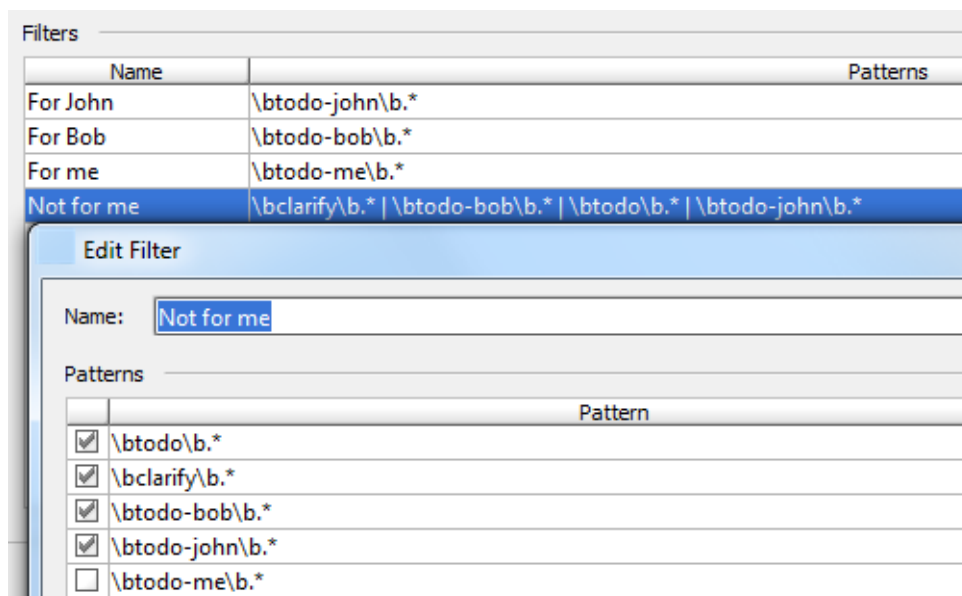 Filters
Name Patterns
For John \btodo-john\b.*
For Bob \btodo-bob\b.*
For me \btodo-me\b.*
Not for me \bclarify\b.* | \btodo-bob\b.* | \btodo\b.* | \btodo-john\b.*
Edit Filter
Name: Not for me
Patterns
Pattern
\btodo\b.*
\bclarify\b.*
\btodo-bob\b.*
\btodo-john\b.*
\btodo-me\b.*